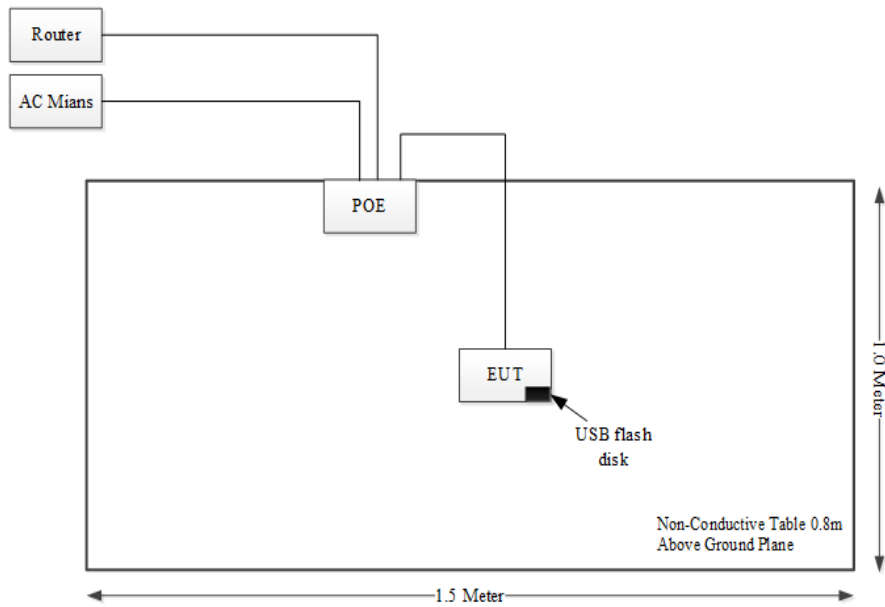 Router
AC Mians
POE
EUT
USB flash
disk
1.0 Meter
Non-Conductive Table 0.8m
Above Ground Plane
1.5 Meter